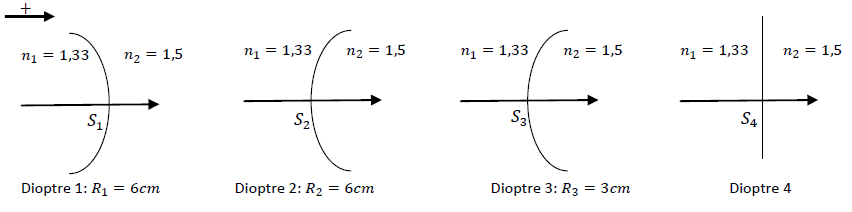 +
n₁ = 1,33 n₂ = 1,5
S₁
Dioptre 1: R₁ = 6cm
n₁ = 1,33 n₂ = 1,5
S₂
Dioptre 2: R₂ = 6cm
n₁ = 1,33 n₂ = 1,5
S₃
Dioptre 3: R₃ = 3cm
n₁ = 1,33 n₂ = 1,5
S₄
Dioptre 4